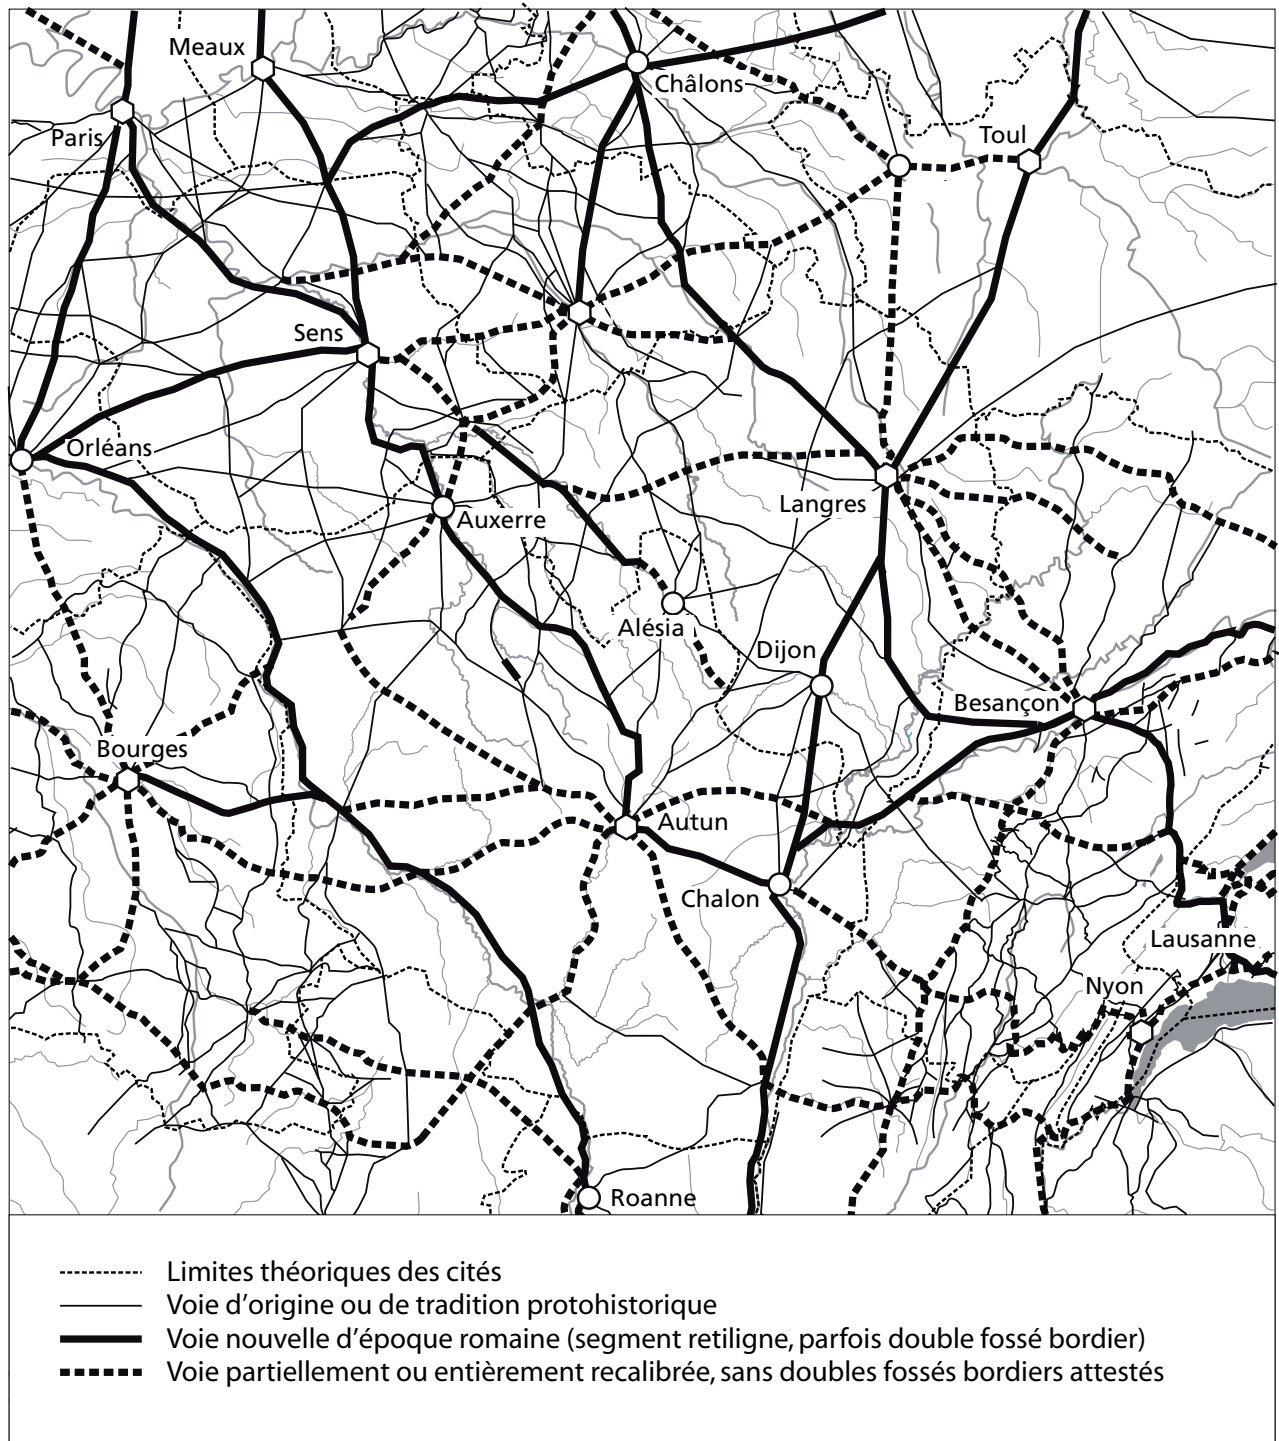 Meaux
Châlons
Paris
Toul
Sens
Orléans
Langres
Auxerre
Alésia
Dijon
Besançon
Bourges
Autun
Chalon
Lausanne
Nyon
Roanne
Limites théoriques des cités
Voie d'origine ou de tradition protohistorique
Voie nouvelle d'époque romaine (segment retiligne, parfois double fossé bordier)
Voie partiellement ou entièrement recalibrée, sans doubles fossés bordiers attestés